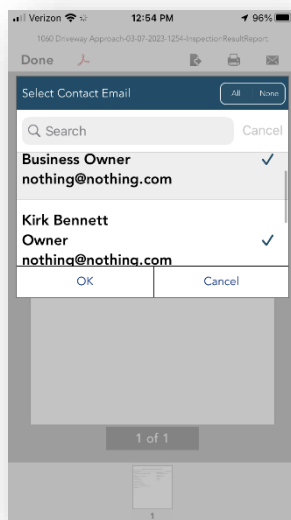 Verizon 12:54 PM 96%
1060 Driveway Approach-03-07-2023-1254-InspectionResultReport
Done
Select Contact Email All None
Search Cancel
Business Owner
nothing@nothing.com
Kirk Bennett
Owner
nothing@nothing.com
OK Cancel
1 of 1
1